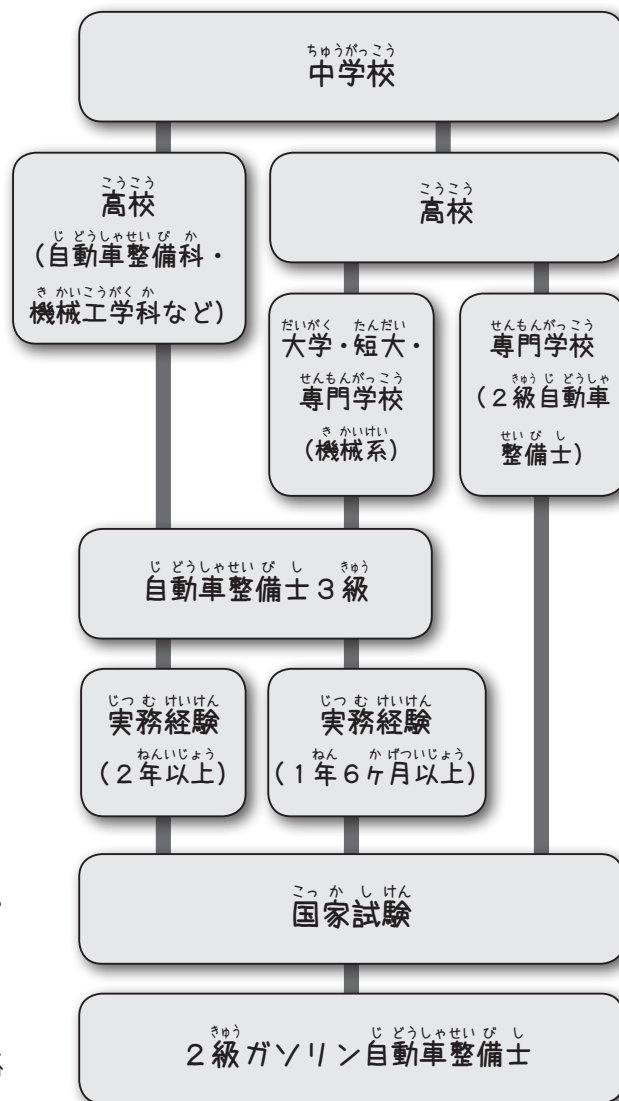 ちゅうがっこう
中学校
こうこう
高校
じどうしゃせいびか
（自動車整備科・
きかいこうがくか
機械工学科など）
こうこう
高校
だいがく たんだい
大学・短大・
せんもんがっこう
専門学校
きかいけい
（機械系）
せんもんがっこう
専門学校
きゅうじどうしゃ
（２級自動車
せいびし
整備士）
じどうしゃせいびし きゅう
自動車整備士３級
じつむけいけん
実務経験
ねんいじょう
（２年以上）
じつむけいけん
実務経験
ねん かげついじょう
（１年６ヶ月以上）
こっかしけん
国家試験
きゅう じどうしゃせいびし
２級ガソリン自動車整備士